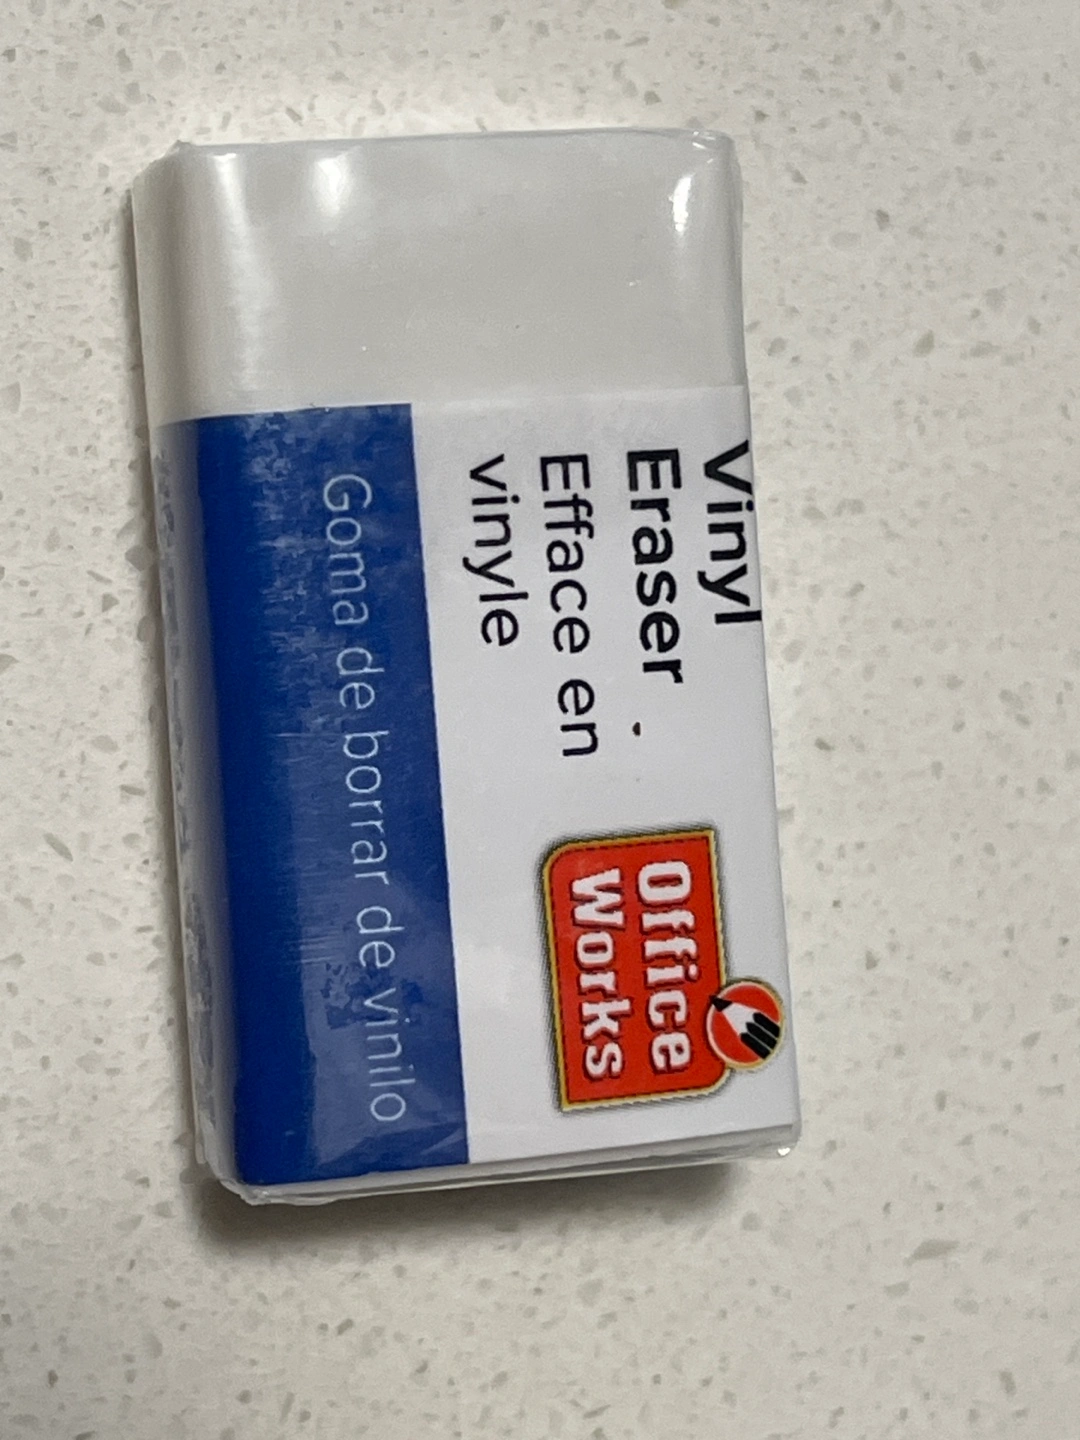 Vinyl
Eraser
Efface en
vinyle
Goma de borrar de vinilo
Office
Works